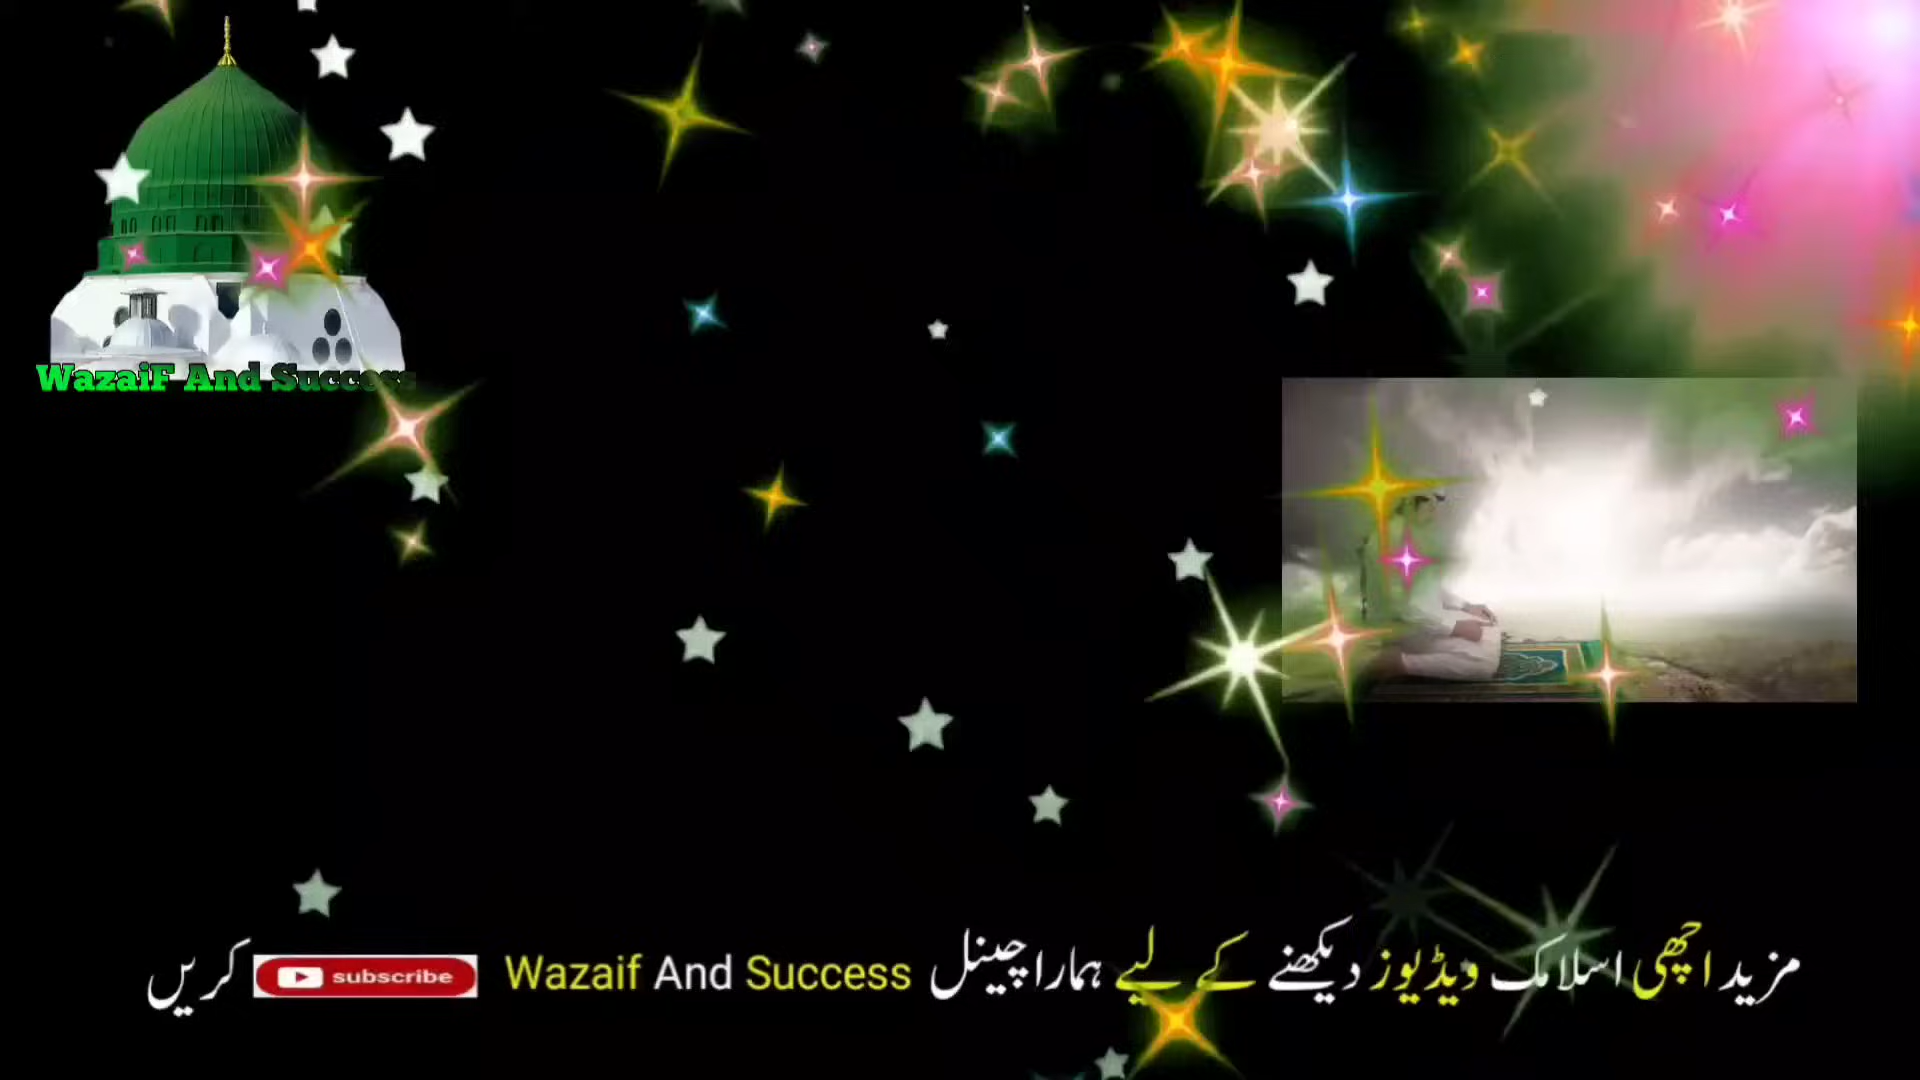 WazaiF And Success
مزید اچھی اسلامک ویڈیوز دیکھنے کے لیے ہمارا چینل Wazaif And Success subscribe کریں